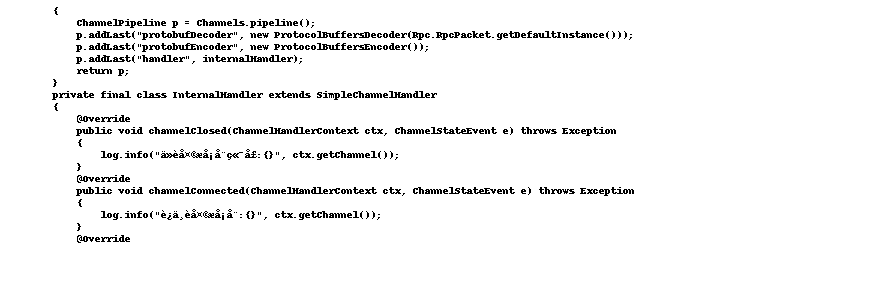 {
ChannelPipeline p = Channels.pipeline();
p.addLast("protobufDecoder", new ProtocolBuffersDecoder(Rpc.RpcPacket.getDefaultInstance()));
p.addLast("protobufEncoder", new ProtocolBuffersEncoder());
p.addLast("handler", internalHandler);
return p;
}
private final class InternalHandler extends SimpleChannelHandler
{
@Override
public void channelClosed(ChannelHandlerContext ctx, ChannelStateEvent e) throws Exception
{
log.info(" :{}", ctx.getChannel());
}
@Override
public void channelConnected(ChannelHandlerContext ctx, ChannelStateEvent e) throws Exception
{
log.info(" :{}", ctx.getChannel());
}
@Override